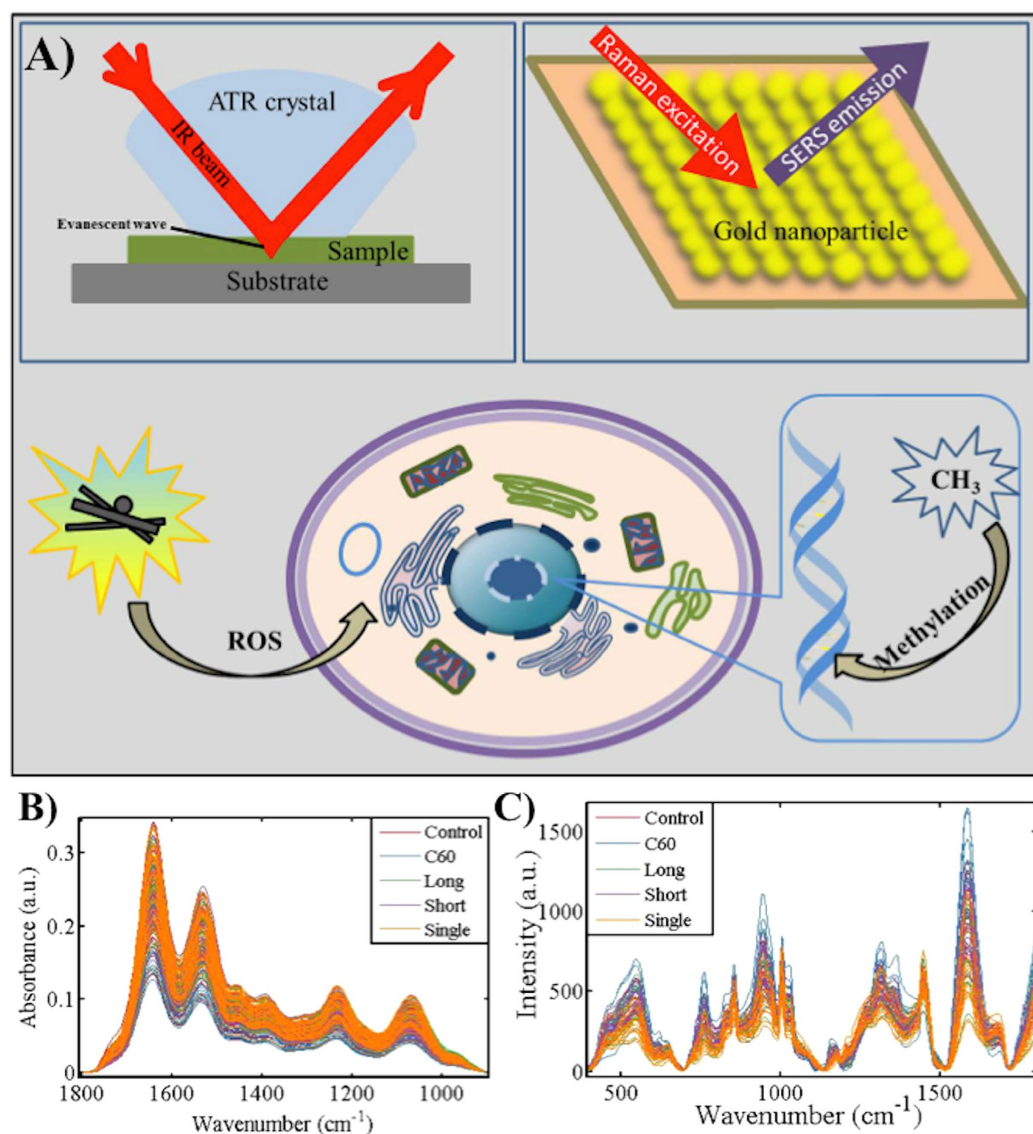 A)
ATR crystal
IR beam
Evanescent wave
Sample
Substrate
Raman excitation
SERS emission
Gold nanoparticle
ROS
CH₃
Methylation
B)
Absorbance (a.u.)
0.3
0.2
0.1
0
1800
1600
1400
1200
1000
Wavenumber (cm⁻¹)
Control
C60
Long
Short
Single
C)
Intensity (a.u.)
1500
1000
500
0
500
1000
1500
Wavenumber (cm⁻¹)
Control
C60
Long
Short
Single